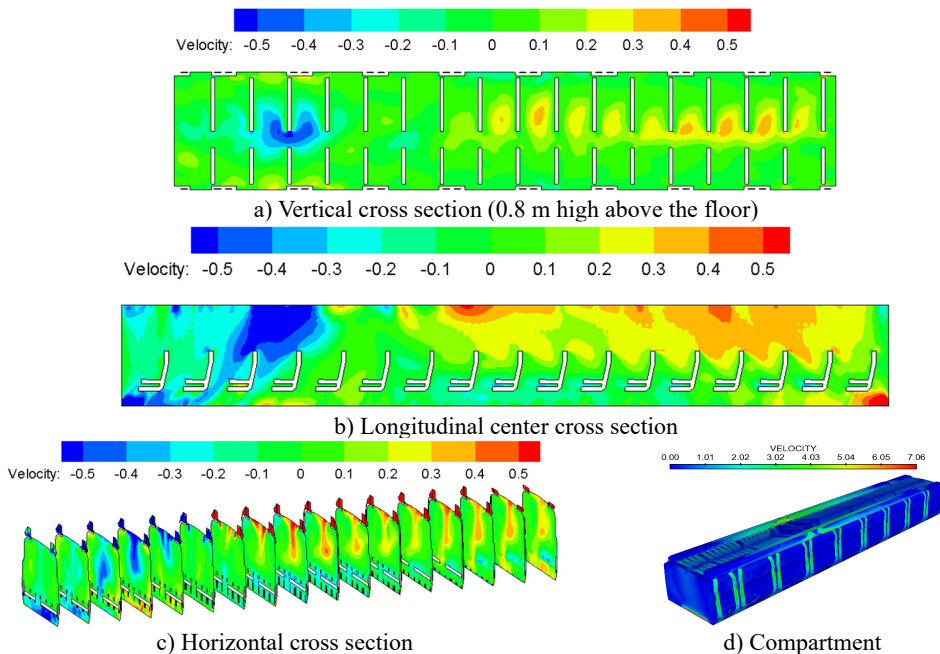 Velocity: -0.5 -0.4 -0.3 -0.2 -0.1 0 0.1 0.2 0.3 0.4 0.5
a) Vertical cross section (0.8 m high above the floor)
Velocity: -0.5 -0.4 -0.3 -0.2 -0.1 0 0.1 0.2 0.3 0.4 0.5
b) Longitudinal center cross section
Velocity: -0.5 -0.4 -0.3 -0.2 -0.1 0 0.1 0.2 0.3 0.4 0.5
c) Horizontal cross section
VELOCITY
0.00 1.01 2.02 3.02 4.03 5.04 6.05 7.06
d) Compartment